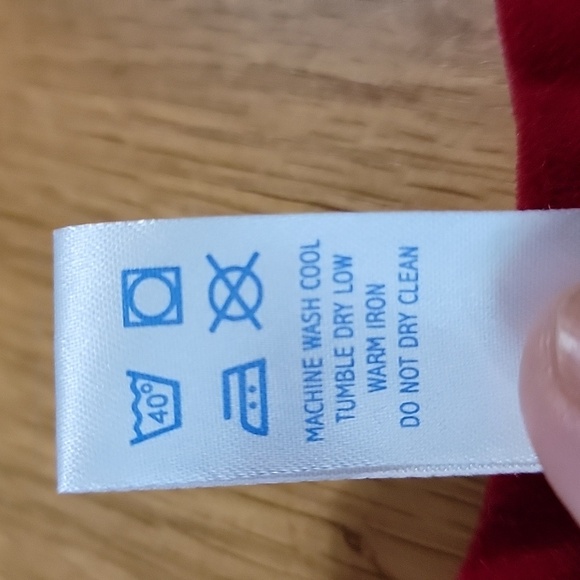 40°
MACHINE WASH COOL
TUMBLE DRY LOW
WARM IRON
DO NOT DRY CLEAN